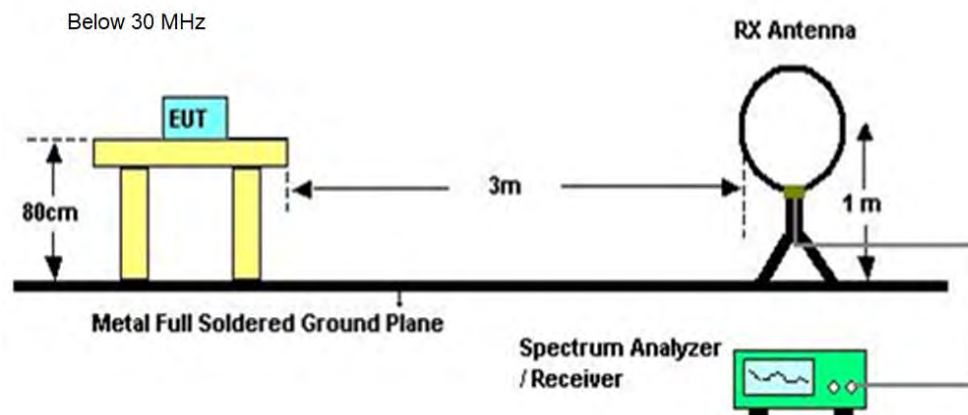 Below 30 MHz
RX Antenna
EUT
80cm
3m
1 m
Metal Full Soldered Ground Plane
Spectrum Analyzer
/ Receiver